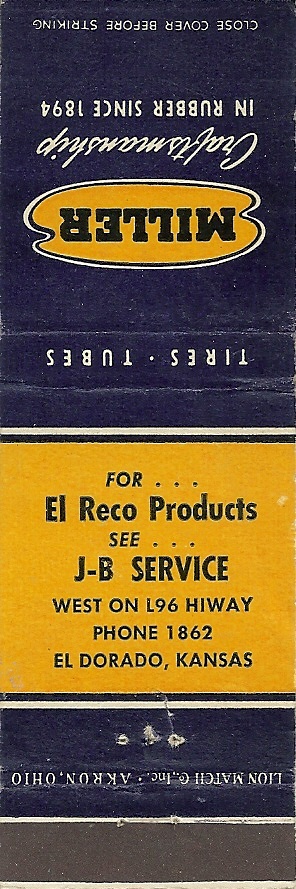 TIRES · TUBES
MILLER
Craftsmanship
IN RUBBER SINCE 1894
CLOSE COVER BEFORE STRIKING
FOR . . .
El Reco Products
SEE . . .
J-B SERVICE
WEST ON L96 HIWAY
PHONE 1862
EL DORADO, KANSAS
LION MATCH Co., Inc. · AKRON, OHIO